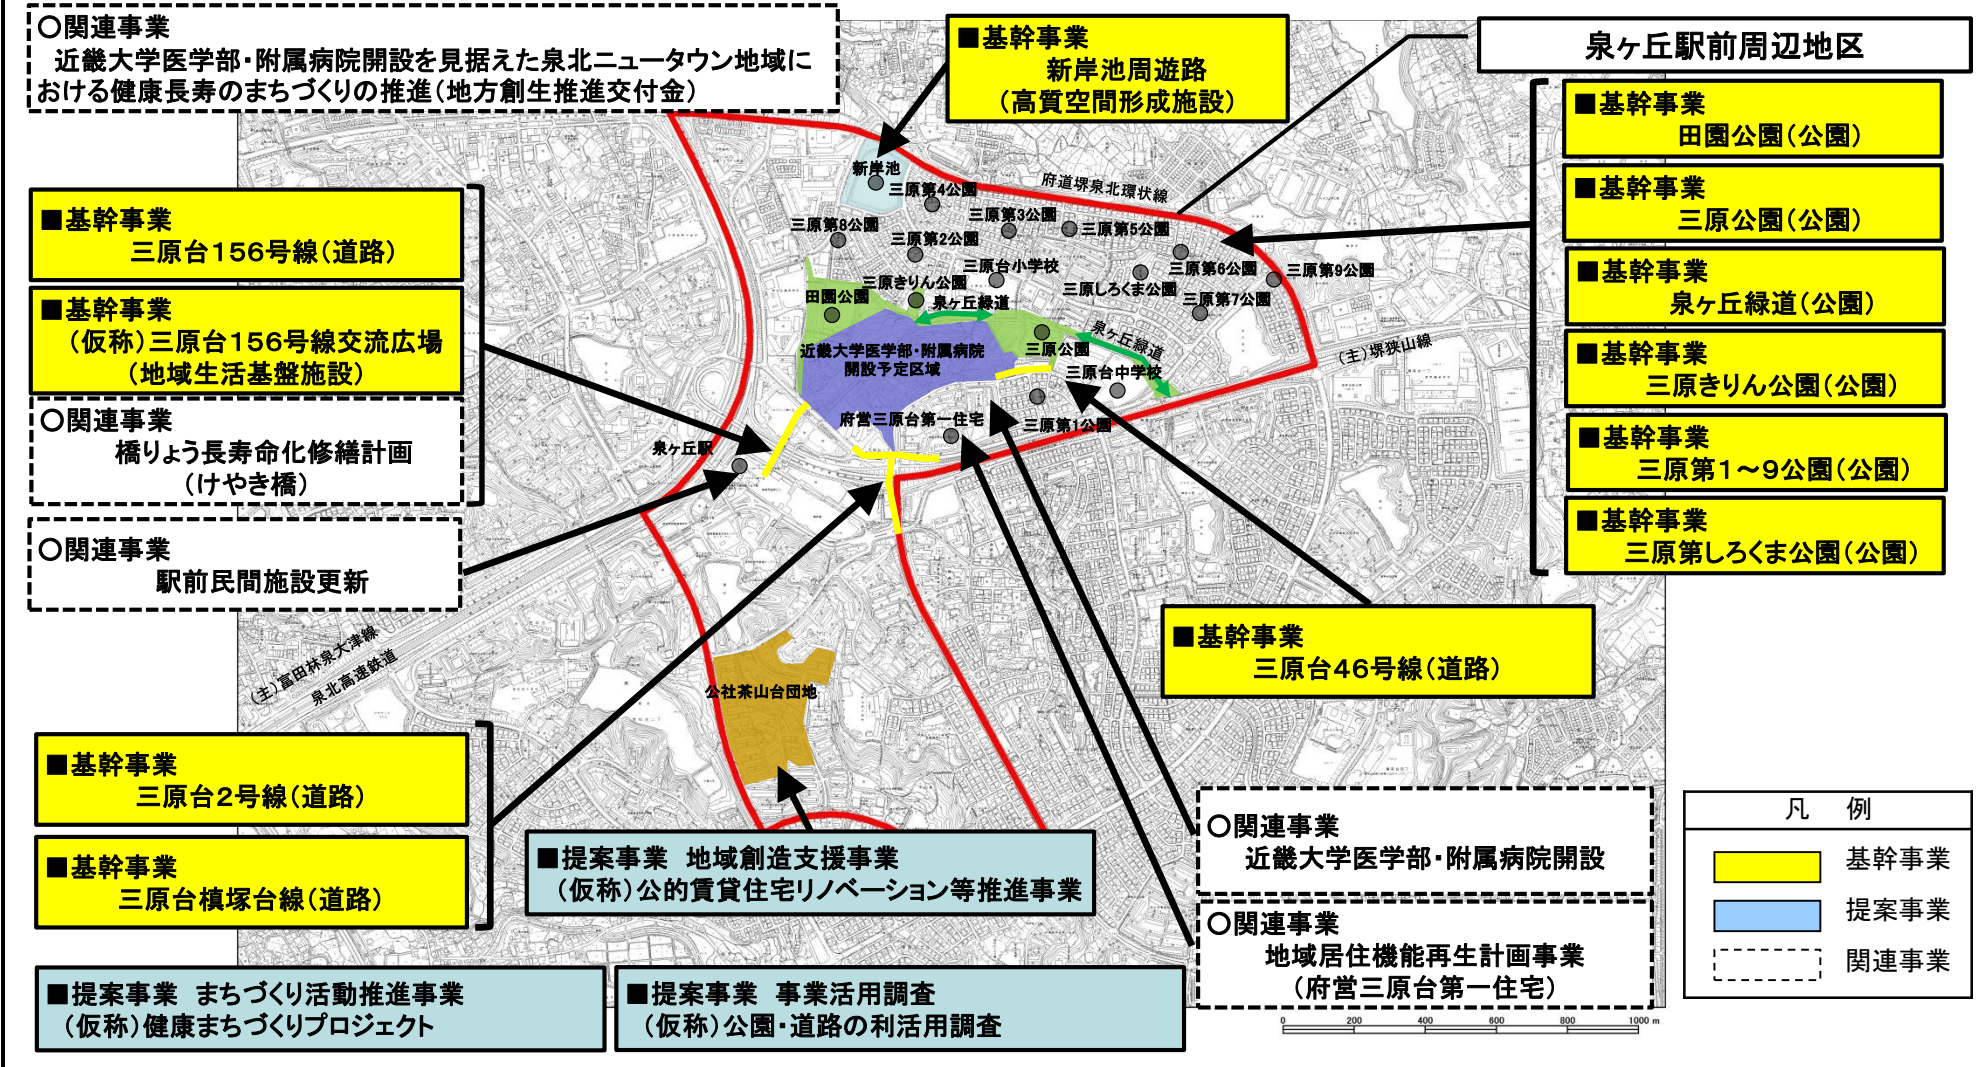 〇関連事業
近畿大学医学部・附属病院開設を見据えた泉北ニュータウン地域に
おける健康長寿のまちづくりの推進（地方創生推進交付金）
■基幹事業
新岸池周遊路
（高質空間形成施設）
泉ヶ丘駅前周辺地区
■基幹事業
田園公園（公園）
■基幹事業
三原公園（公園）
■基幹事業
泉ヶ丘緑道（公園）
■基幹事業
三原きりん公園（公園）
■基幹事業
三原第１～９公園（公園）
■基幹事業
三原第しろくま公園（公園）
■基幹事業
三原台１５６号線（道路）
■基幹事業
（仮称）三原台１５６号線交流広場
（地域生活基盤施設）
〇関連事業
橋りょう長寿命化修繕計画
（けやき橋）
〇関連事業
駅前民間施設更新
新岸池
三原第4公園
府道堺泉北環状線
三原第8公園
三原第3公園
三原第5公園
三原第2公園
三原台小学校
三原第6公園
三原第9公園
三原きりん公園
三原しろくま公園
田園公園
泉ヶ丘緑道
三原第7公園
泉ヶ丘緑道
（主）堺狭山線
近畿大学医学部・附属病院
開設予定区域
三原公園
三原台中学校
府営三原台第一住宅
三原第1公園
泉ヶ丘駅
（主）富田林泉大津線
泉北高速鉄道
公社茶山台団地
■基幹事業
三原台４６号線（道路）
■基幹事業
三原台２号線（道路）
■基幹事業
三原台槙塚台線（道路）
■提案事業 地域創造支援事業
（仮称）公的賃貸住宅リノベーション等推進事業
〇関連事業
近畿大学医学部・附属病院開設
〇関連事業
地域居住機能再生計画事業
（府営三原台第一住宅）
■提案事業 まちづくり活動推進事業
（仮称）健康まちづくりプロジェクト
■提案事業 事業活用調査
（仮称）公園・道路の利活用調査
凡 例
基幹事業
提案事業
関連事業
0 200 400 600 800 1000 m